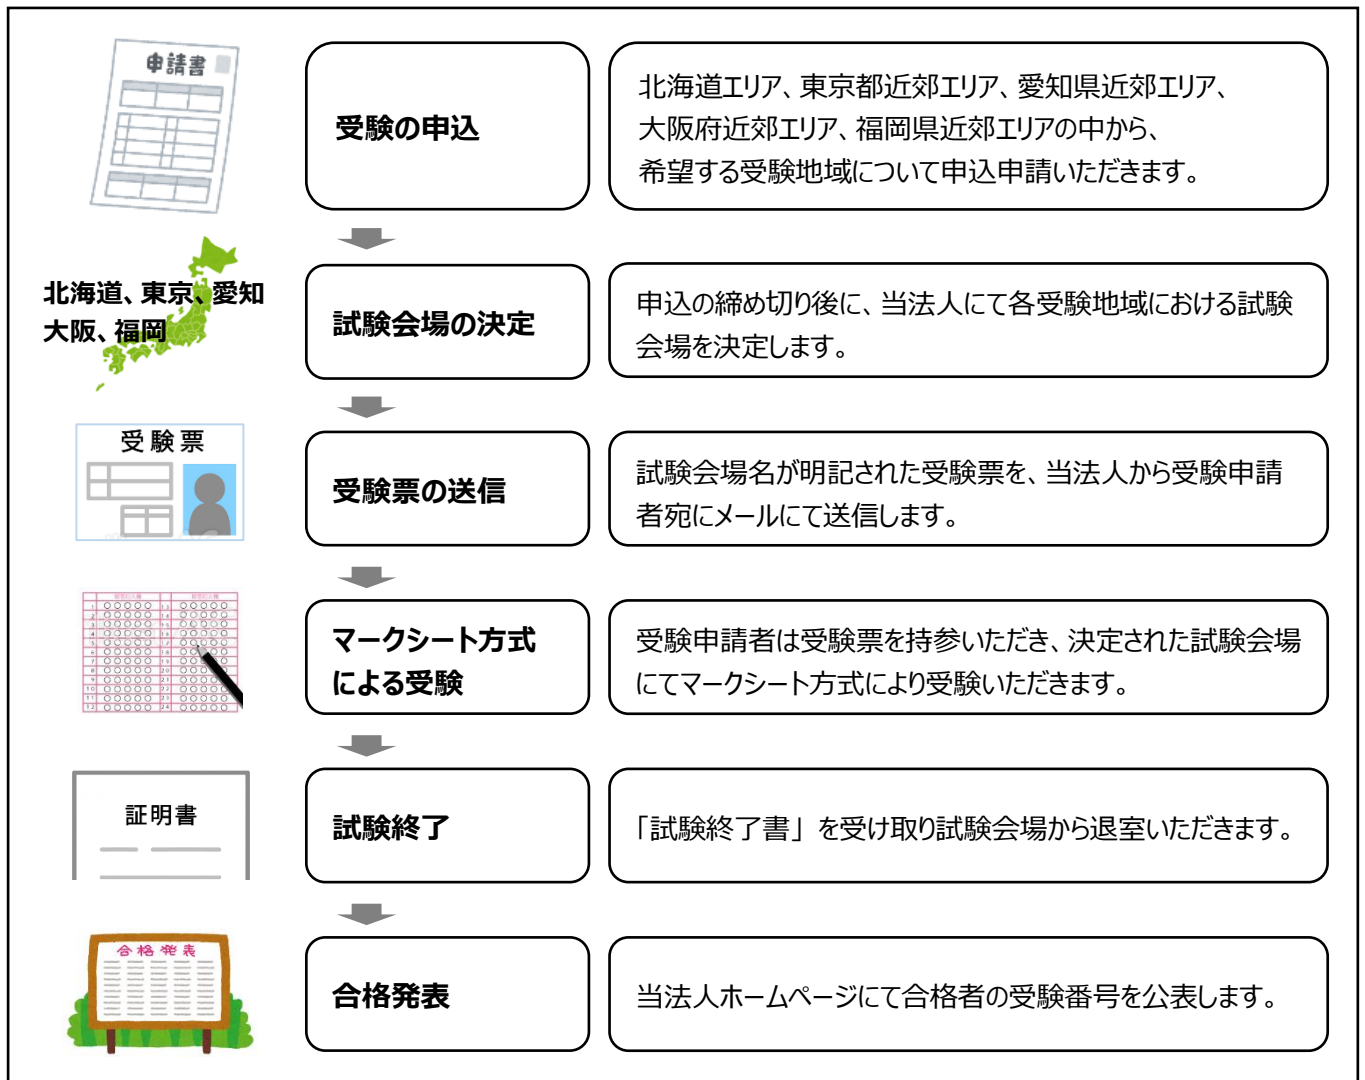 申請書
受験の申込
北海道エリア、東京都近郊エリア、愛知県近郊エリア、
大阪府近郊エリア、福岡県近郊エリアの中から、
希望する受験地域について申込申請いただきます。
北海道、東京、愛知
大阪、福岡
試験会場の決定
申込の締め切り後に、当法人にて各受験地域における試験
会場を決定します。
受験票
受験票の送信
試験会場名が明記された受験票を、当法人から受験申請
者宛にメールにて送信します。
マークシート方式
による受験
受験申請者は受験票を持参いただき、決定された試験会場
にてマークシート方式により受験いただきます。
証明書
試験終了
「試験終了書」を受け取り試験会場から退室いただきます。
合格発表
合格発表
当法人ホームページにて合格者の受験番号を公表します。